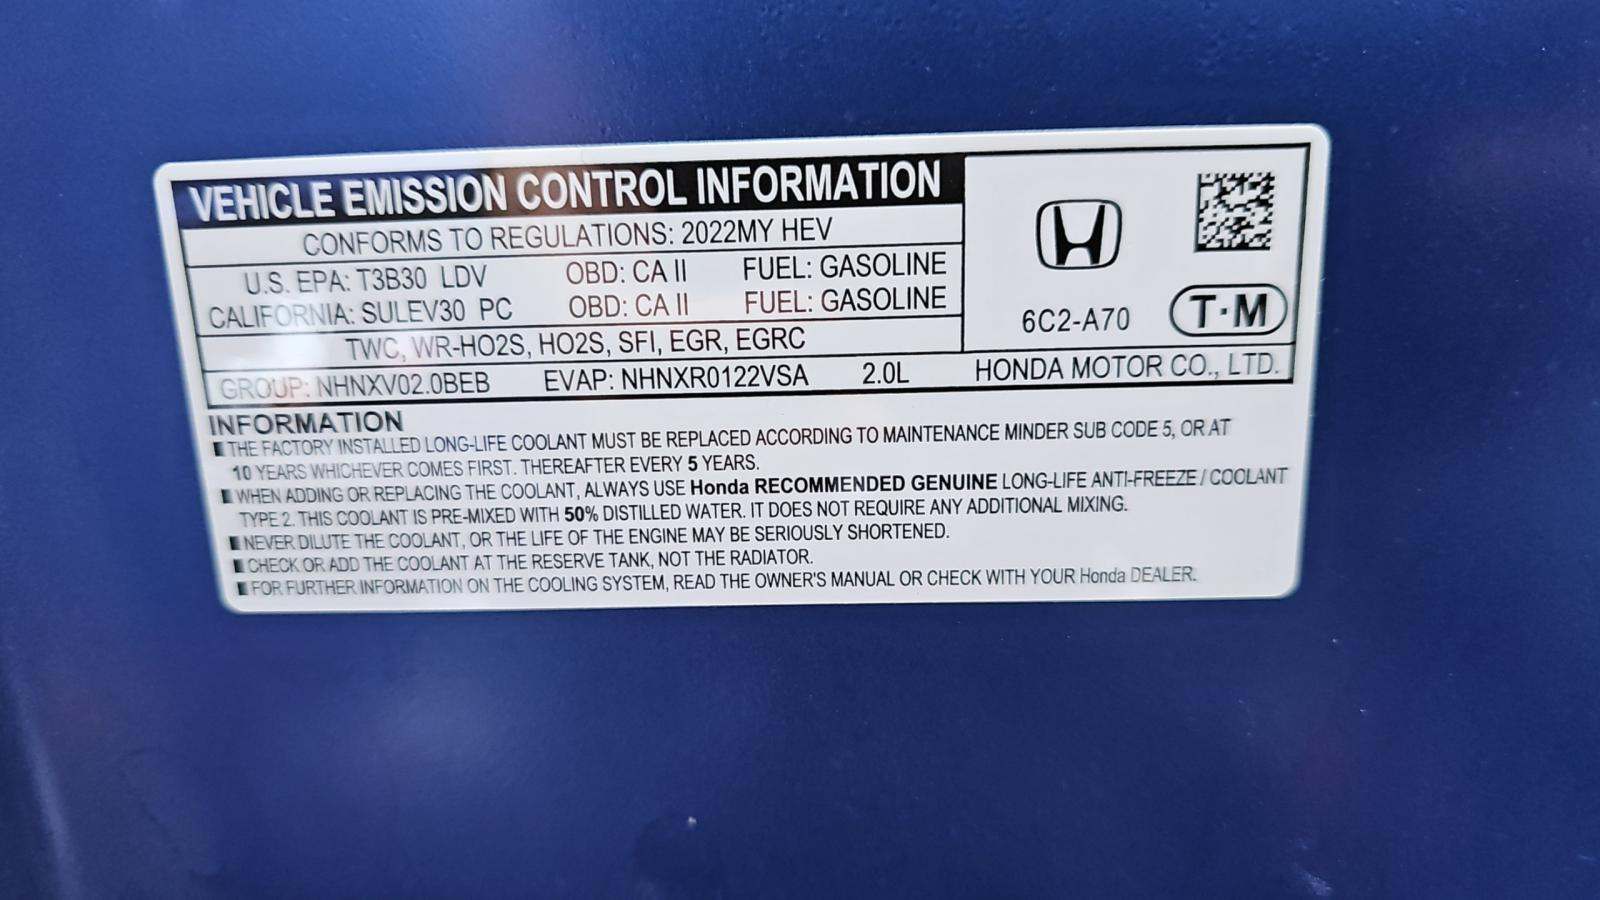 VEHICLE EMISSION CONTROL INFORMATION
CONFORMS TO REGULATIONS: 2022MY HEV
U.S. EPA: T3B30 LDV OBD: CA II FUEL: GASOLINE
CALIFORNIA: SULEV30 PC OBD: CA II FUEL: GASOLINE
6C2-A70 T·M
TWC, WR-HO2S, HO2S, SFI, EGR, EGRC
GROUP: NHNXV02.0BEB EVAP: NHNXR0122VSA 2.0L HONDA MOTOR CO., LTD.
INFORMATION
■ THE FACTORY INSTALLED LONG-LIFE COOLANT MUST BE REPLACED ACCORDING TO MAINTENANCE MINDER SUB CODE 5, OR AT
10 YEARS WHICHEVER COMES FIRST. THEREAFTER EVERY 5 YEARS.
■ WHEN ADDING OR REPLACING THE COOLANT, ALWAYS USE Honda RECOMMENDED GENUINE LONG-LIFE ANTI-FREEZE / COOLANT
TYPE 2. THIS COOLANT IS PRE-MIXED WITH 50% DISTILLED WATER. IT DOES NOT REQUIRE ANY ADDITIONAL MIXING.
■ NEVER DILUTE THE COOLANT, OR THE LIFE OF THE ENGINE MAY BE SERIOUSLY SHORTENED.
■ CHECK OR ADD THE COOLANT AT THE RESERVE TANK, NOT THE RADIATOR.
■ FOR FURTHER INFORMATION ON THE COOLING SYSTEM, READ THE OWNER'S MANUAL OR CHECK WITH YOUR Honda DEALER.